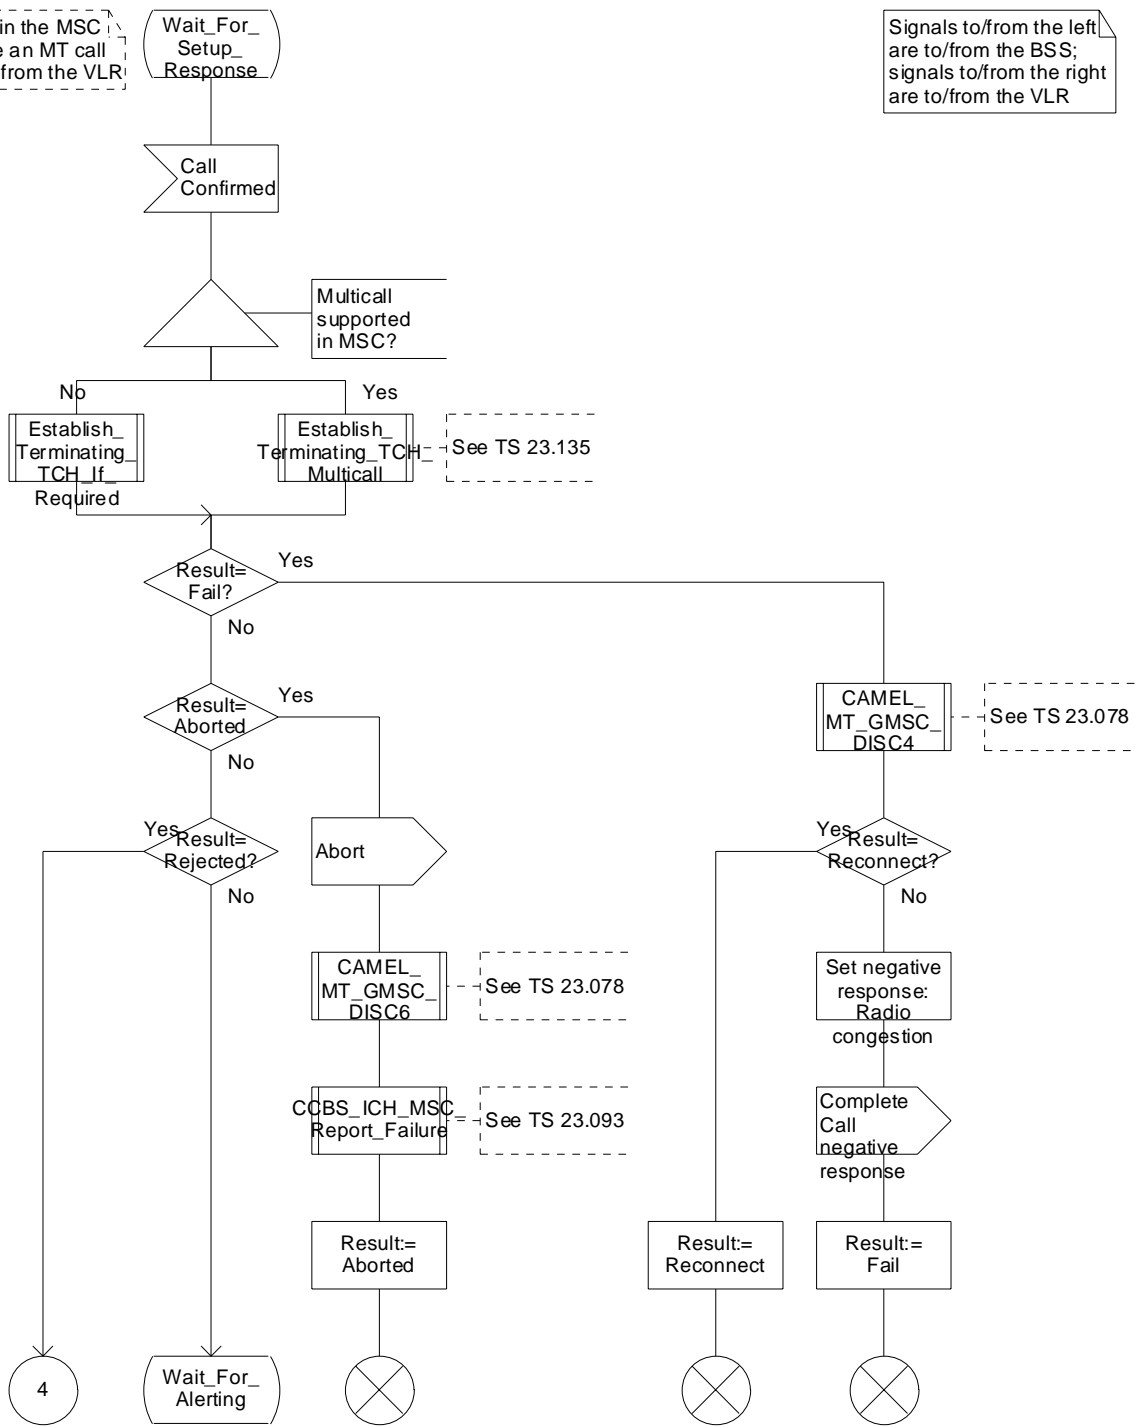 in the MSC
e an MT call
from the VLR
Wait_For_
Setup_
Response
Signals to/from the left
are to/from the BSS;
signals to/from the right
are to/from the VLR
Call
Confirmed
Multicall
supported
in MSC?
No
Yes
Establish_
Terminating_
TCH_If_
Required
Establish_
Terminating_TCH_
Multicall
See TS 23.135
Result=
Fail?
Yes
No
Result=
Aborted
Yes
No
CAMEL_
MT_GMSC_
DISC4
See TS 23.078
Yes
Result=
Rejected?
No
Abort
Yes
Result=
Reconnect?
No
CAMEL_
MT_GMSC_
DISC6
See TS 23.078
Set negative
response:
Radio
congestion
CCBS_ICH_MSC_
Report_Failure
See TS 23.093
Complete
Call
negative
response
Result:=
Aborted
Result:=
Reconnect
Result:=
Fail
4
Wait_For_
Alerting